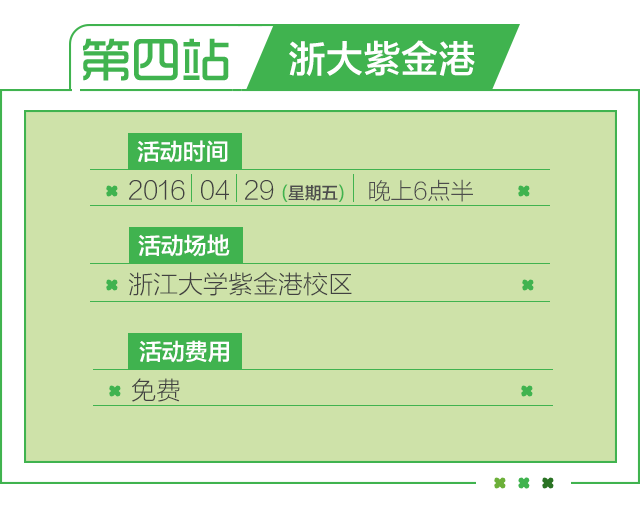 第四站 浙大紫金港
活动时间
2016 04 29 (星期五) 晚上6点半
活动场地
浙江大学紫金港校区
活动费用
免费